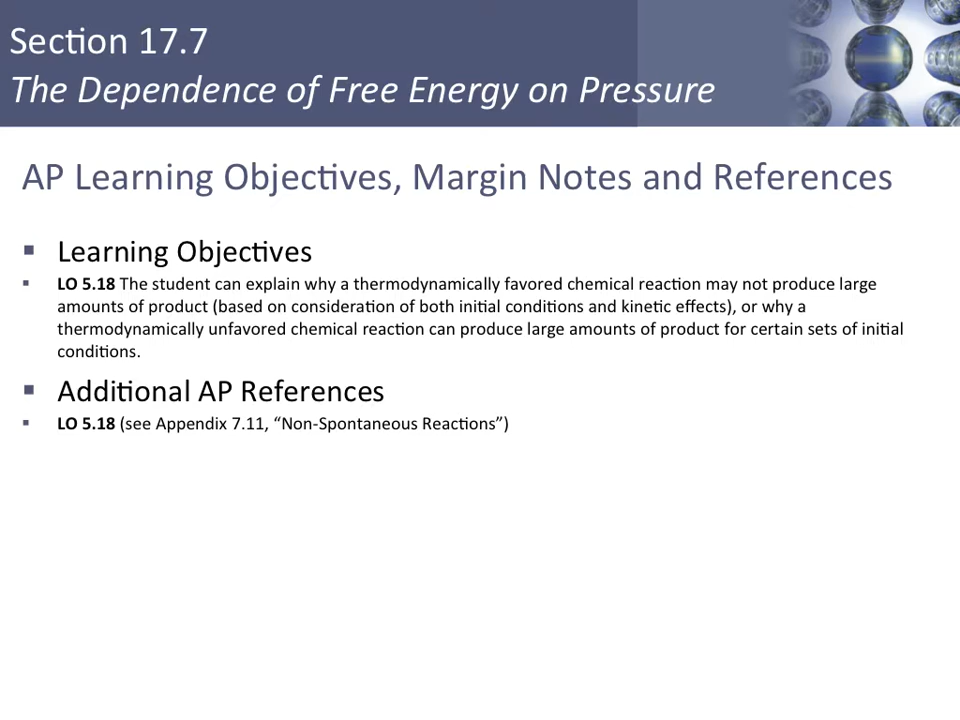 Section 17.7
The Dependence of Free Energy on Pressure
AP Learning Objectives, Margin Notes and References
▪ Learning Objectives
▪ LO 5.18 The student can explain why a thermodynamically favored chemical reaction may not produce large
amounts of product (based on consideration of both initial conditions and kinetic effects), or why a
thermodynamically unfavored chemical reaction can produce large amounts of product for certain sets of initial
conditions.
▪ Additional AP References
▪ LO 5.18 (see Appendix 7.11, “Non-Spontaneous Reactions”)